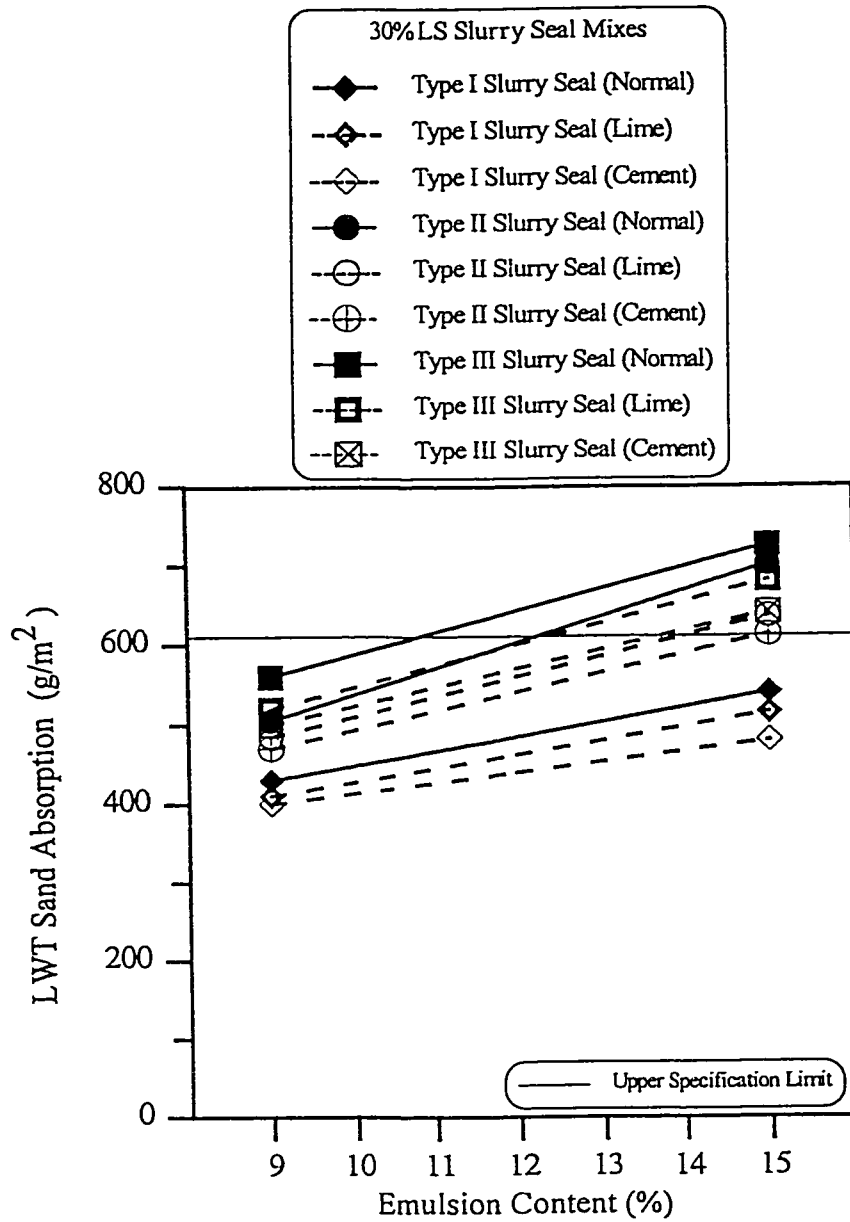 30% LS Slurry Seal Mixes
Type I Slurry Seal (Normal)
Type I Slurry Seal (Lime)
Type I Slurry Seal (Cement)
Type II Slurry Seal (Normal)
Type II Slurry Seal (Lime)
Type II Slurry Seal (Cement)
Type III Slurry Seal (Normal)
Type III Slurry Seal (Lime)
Type III Slurry Seal (Cement)
800
600
400
200
0
LWT Sand Absorption (g/m²)
Upper Specification Limit
9 10 11 12 13 14 15
Emulsion Content (%)